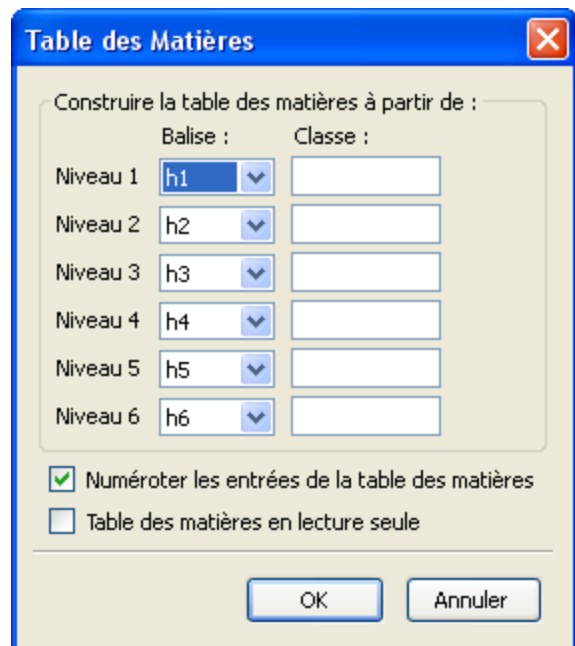 Table des Matières
Construire la table des matières à partir de :
Balise : Classe :
Niveau 1 h1
Niveau 2 h2
Niveau 3 h3
Niveau 4 h4
Niveau 5 h5
Niveau 6 h6
Numéroter les entrées de la table des matières
Table des matières en lecture seule
OK Annuler